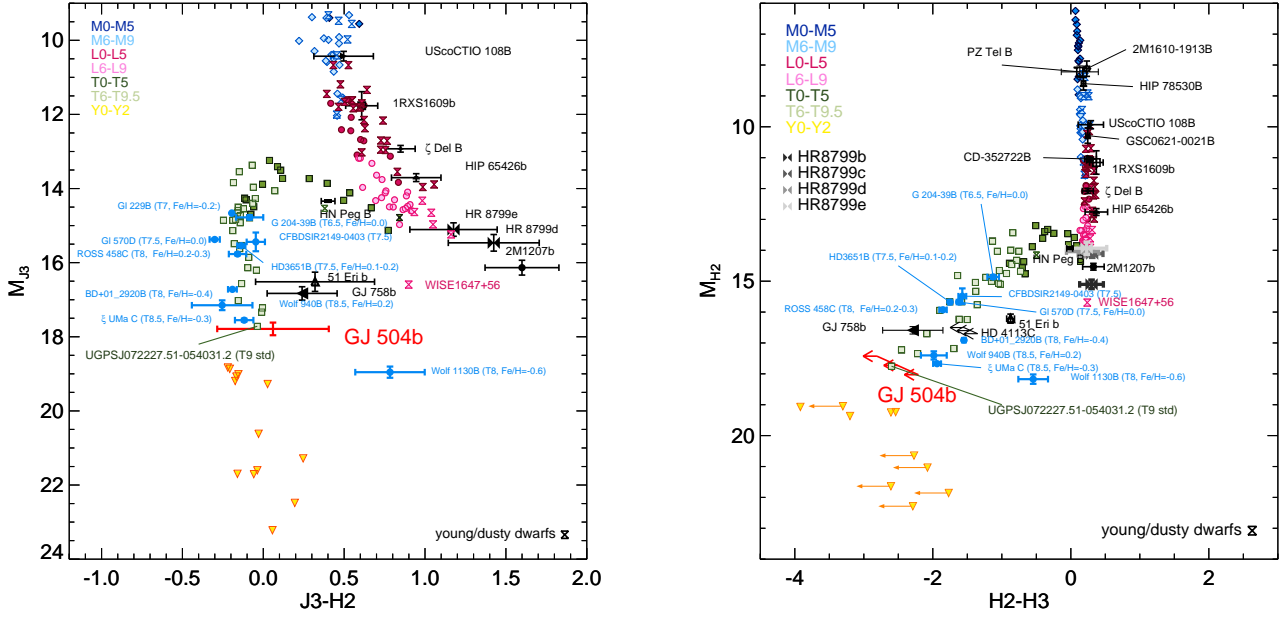 M0-M5
M6-M9
L0-L5
L6-L9
T0-T5
T6-T9.5
Y0-Y2
USco​CTIO 108B
1RXS1609b
ζ Del B
HIP 65426b
HN Peg B
HR 8799e
HR 8799d
2M1207b
Gl 229B (T7, Fe/H=-0.2:)
G 204-39B (T6.5, Fe/H=0.0)
Gl 570D (T7.5, Fe/H=0.0)
CFBDSIR2149-0403 (T7.5)
ROSS 458C (T8, Fe/H=0.2-0.3)
HD3651B (T7.5, Fe/H=0.1-0.2)
51 Eri b
WISE1647+56
BD+01_2920B (T8, Fe/H=-0.4)
GJ 758b
Wolf 940B (T8.5, Fe/H=0.2)
ξ UMa C (T8.5, Fe/H=-0.3)
GJ 504b
UGPSJ072227.51-054031.2 (T9 std)
Wolf 1130B (T8, Fe/H=-0.6)
young/dusty dwarfs
10
12
14
16
18
20
22
24
M_J3
-1.0
-0.5
0.0
0.5
1.0
1.5
2.0
J3-H2
M0-M5
M6-M9
L0-L5
L6-L9
T0-T5
T6-T9.5
Y0-Y2
HR8799b
HR8799c
HR8799d
HR8799e
PZ Tel B
2M1610-1913B
HIP 78530B
UScoCTIO 108B
GSC0621-0021B
CD-352722B
1RXS1609b
G 204-39B (T6.5, Fe/H=0.0)
ζ Del B
HIP 65426b
HD3651B (T7.5, Fe/H=0.1-0.2)
HN Peg B
2M1207b
CFBDSIR2149-0403 (T7.5)
WISE1647+56
ROSS 458C (T8, Fe/H=0.2-0.3)
Gl 570D (T7.5, Fe/H=0.0)
GJ 758b
51 Eri b
HD 4113C
BD+01_2920B (T8, Fe/H=-0.4)
Wolf 940B (T8.5, Fe/H=0.2)
ξ UMa C (T8.5, Fe/H=-0.3)
Wolf 1130B (T8, Fe/H=-0.6)
GJ 504b
UGPSJ072227.51-054031.2 (T9 std)
young/dusty dwarfs
10
15
20
M_H2
-4
-2
0
2
H2-H3